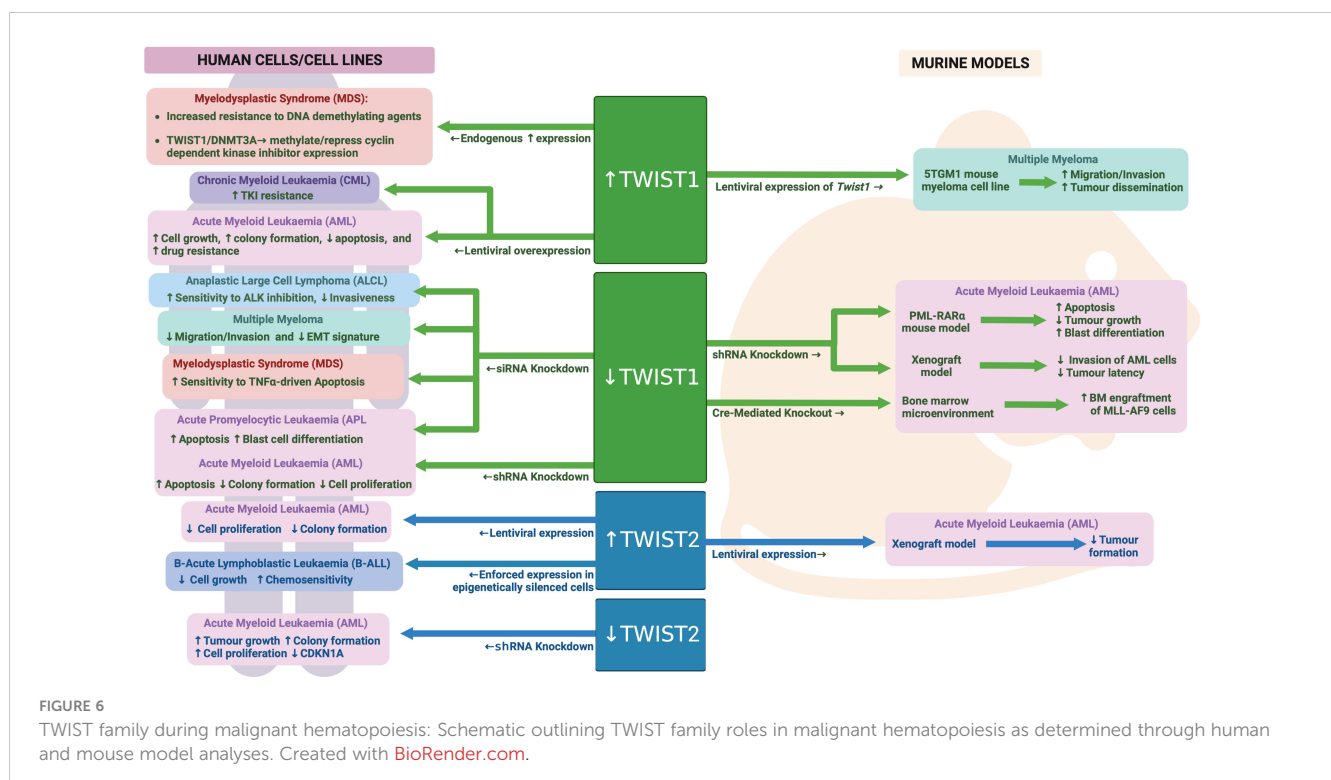 HUMAN CELLS/CELL LINES
Myelodysplastic Syndrome (MDS):
• Increased resistance to DNA demethylating agents
• TWIST1/DNMT3A→ methylate/repress cyclin
dependent kinase inhibitor expression
Chronic Myeloid Leukaemia (CML)
↑ TKI resistance
Acute Myeloid Leukaemia (AML)
↑ Cell growth, ↑ colony formation, ↓ apoptosis, and
↑ drug resistance
Anaplastic Large Cell Lymphoma (ALCL)
↑ Sensitivity to ALK inhibition, ↓ Invasiveness
Multiple Myeloma
↓ Migration/Invasion and ↓ EMT signature
Myelodysplastic Syndrome (MDS)
↑ Sensitivity to TNFα-driven Apoptosis
Acute Promyelocytic Leukaemia (APL
↑ Apoptosis ↑ Blast cell differentiation
Acute Myeloid Leukaemia (AML)
↑ Apoptosis ↓ Colony formation ↓ Cell proliferation
Acute Myeloid Leukaemia (AML)
↓ Cell proliferation ↓ Colony formation
B-Acute Lymphoblastic Leukaemia (B-ALL)
↓ Cell growth ↑ Chemosensitivity
Acute Myeloid Leukaemia (AML)
↑ Tumour growth ↑ Colony formation
↑ Cell proliferation ↓ CDKN1A
←Endogenous ↑ expression
←Lentiviral overexpression
←siRNA Knockdown
←shRNA Knockdown
←Lentiviral expression
←Enforced expression in
epigenetically silenced cells
←shRNA Knockdown
↑TWIST1
↓TWIST1
↑TWIST2
↓TWIST2
Lentiviral expression of Twist1 →
shRNA Knockdown →
Cre-Mediated Knockout →
Lentiviral expression→
MURINE MODELS
Multiple Myeloma
5TGM1 mouse
myeloma cell line
↑ Migration/Invasion
↑ Tumour dissemination
Acute Myeloid Leukaemia (AML)
PML-RARα
mouse model
↑ Apoptosis
↓ Tumour growth
↑ Blast differentiation
Xenograft
model
↓ Invasion of AML cells
↓ Tumour latency
Bone marrow
microenvironment
↑ BM engraftment
of MLL-AF9 cells
Acute Myeloid Leukaemia (AML)
Xenograft model
↓ Tumour
formation
FIGURE 6
TWIST family during malignant hematopoiesis: Schematic outlining TWIST family roles in malignant hematopoiesis as determined through human
and mouse model analyses. Created with BioRender.com.